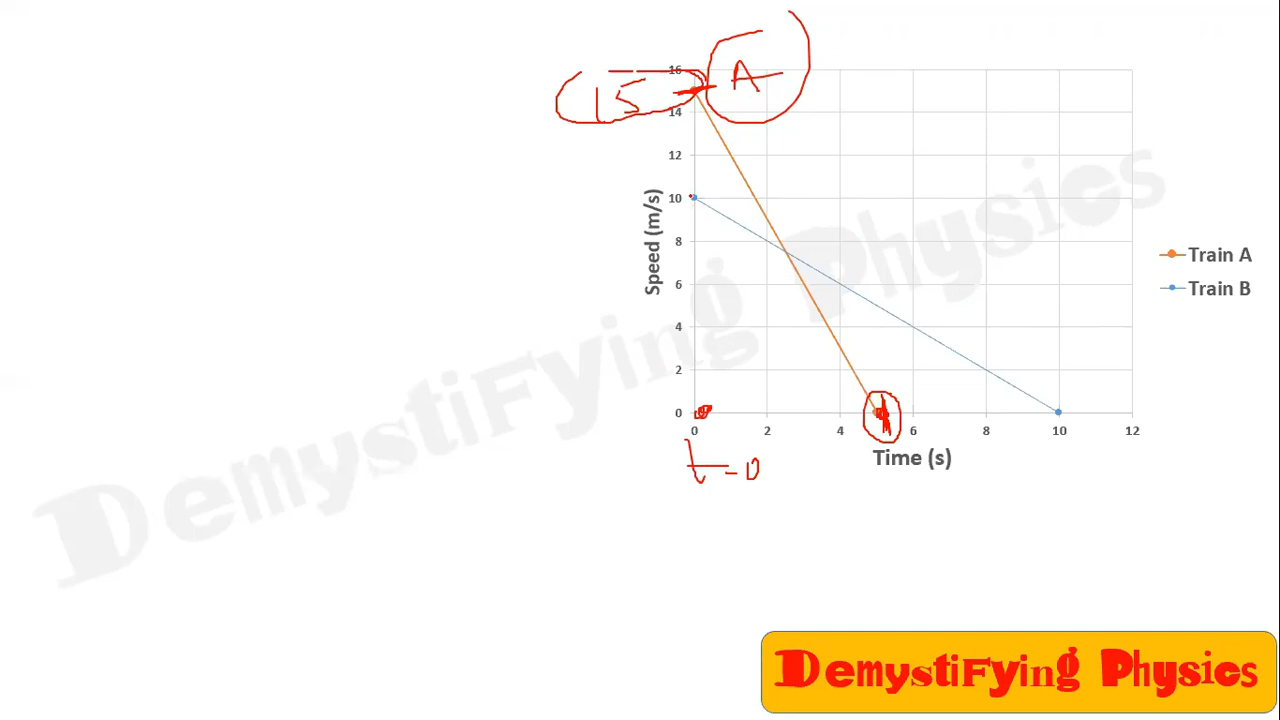 16
15
A
14
12
10
8
6
4
2
0
Speed (m/s)
0 2 4 6 8 10 12
Time (s)
t=0
Train A
Train B
Demystifying Physics
Demystifying Physics